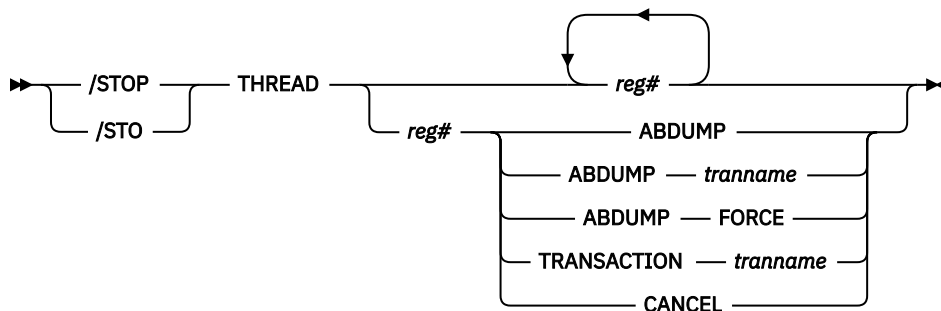 /STOP THREAD reg#
/STO reg# ABDUMP
ABDUMP tranname
ABDUMP FORCE
TRANSACTION tranname
CANCEL